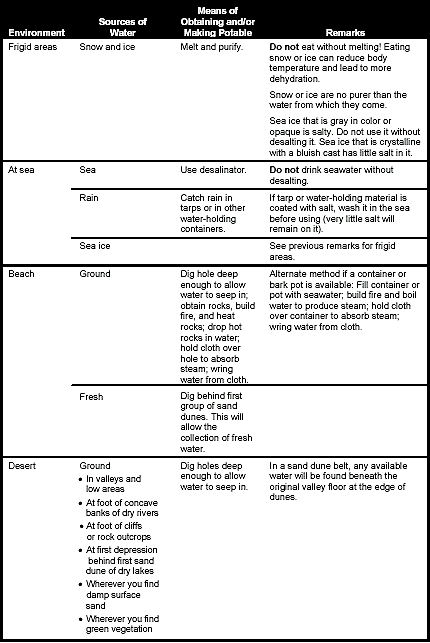 Environment
Sources of
Water
Means of
Obtaining and/or
Making Potable
Remarks
Frigid areas
Snow and ice
Melt and purify.
Do not eat without melting! Eating
snow or ice can reduce body
temperature and lead to more
dehydration.
Snow or ice are no purer than the
water from which they come.
Sea ice that is gray in color or
opaque is salty. Do not use it without
desalting it. Sea ice that is crystalline
with a bluish cast has little salt in it.
At sea
Sea
Use desalinator.
Do not drink seawater without
desalting.
Rain
Catch rain in
tarps or in other
water-holding
containers.
If tarp or water-holding material is
coated with salt, wash it in the sea
before using (very little salt will
remain on it).
Sea ice
See previous remarks for frigid
areas.
Beach
Ground
Dig hole deep
enough to allow
water to seep in;
obtain rocks, build
fire, and heat
rocks; drop hot
rocks in water;
hold cloth over
hole to absorb
steam; wring
water from cloth.
Alternate method if a container or
bark pot is available: Fill container or
pot with seawater; build fire and boil
water to produce steam; hold cloth
over container to absorb steam;
wring water from cloth.
Fresh
Dig behind first
group of sand
dunes. This will
allow the
collection of fresh
water.
Desert
Ground
• In valleys and
low areas
• At foot of concave
banks of dry rivers
• At foot of cliffs
or rock outcrops
• At first depression
behind first sand
dune of dry lakes
• Wherever you find
damp surface
sand
• Wherever you find
green vegetation
Dig holes deep
enough to allow
water to seep in.
In a sand dune belt, any available
water will be found beneath the
original valley floor at the edge of
dunes.